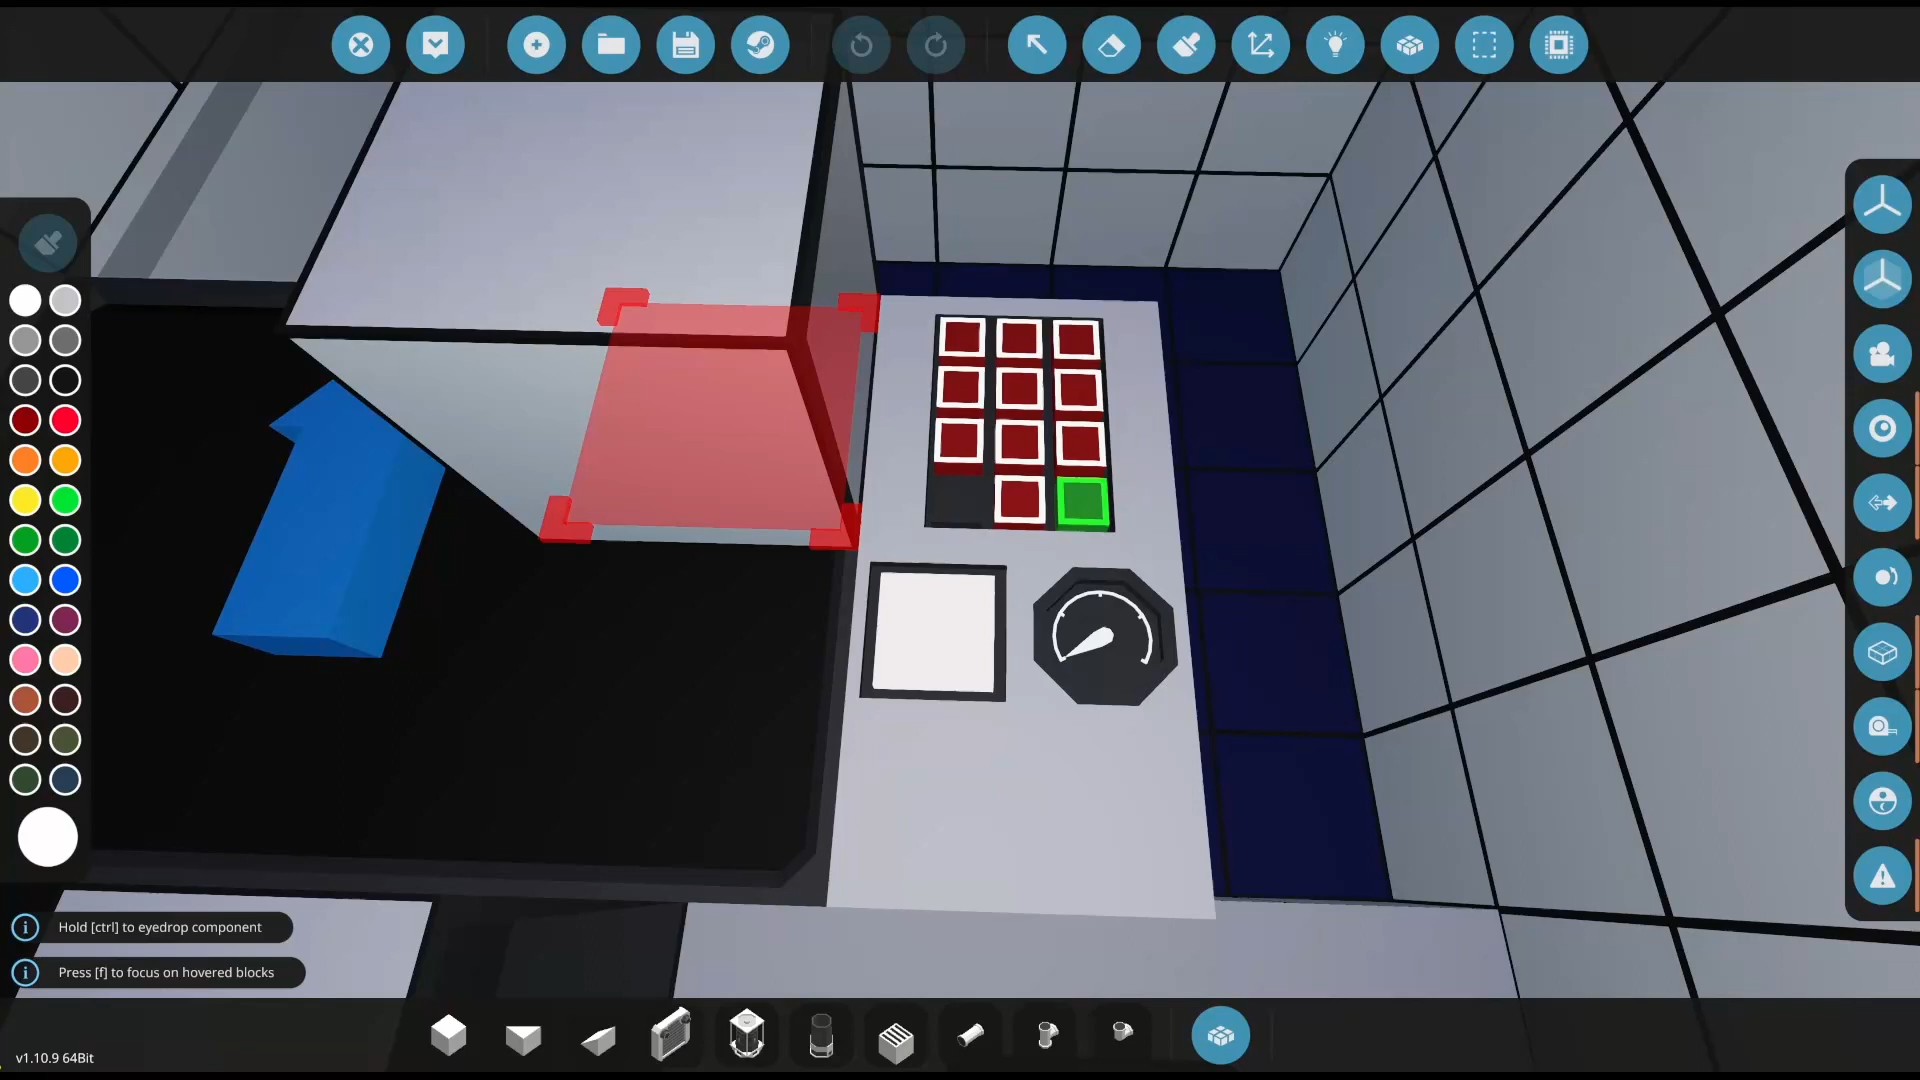 Hold [ctrl] to eyedrop component
Press [f] to focus on hovered blocks
v1.10.9 64Bit